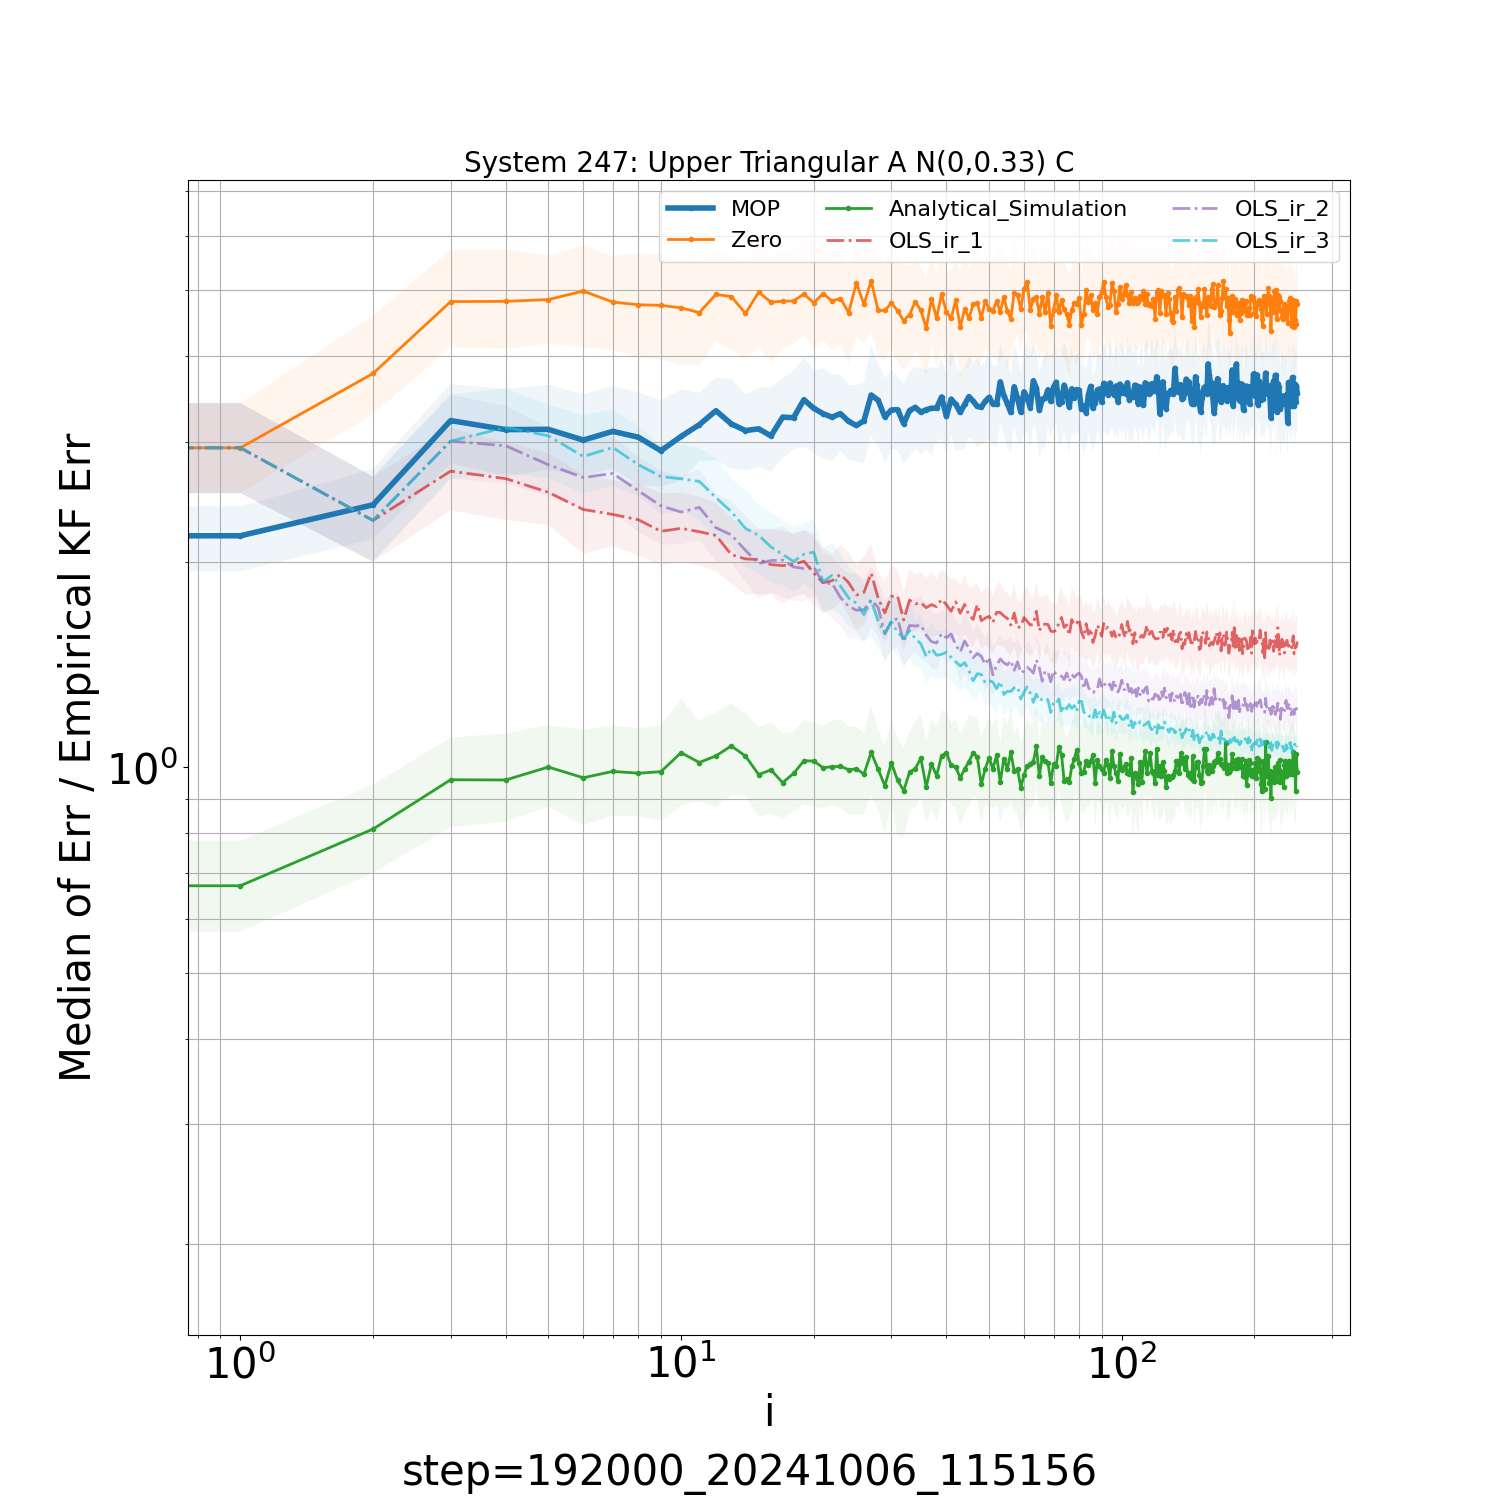 System 247: Upper Triangular A N(0,0.33) C
MOP
Zero
Analytical_Simulation
OLS_ir_1
OLS_ir_2
OLS_ir_3
Median of Err / Empirical KF Err
10⁰
10⁰
10¹
10²
i
step=192000_20241006_115156